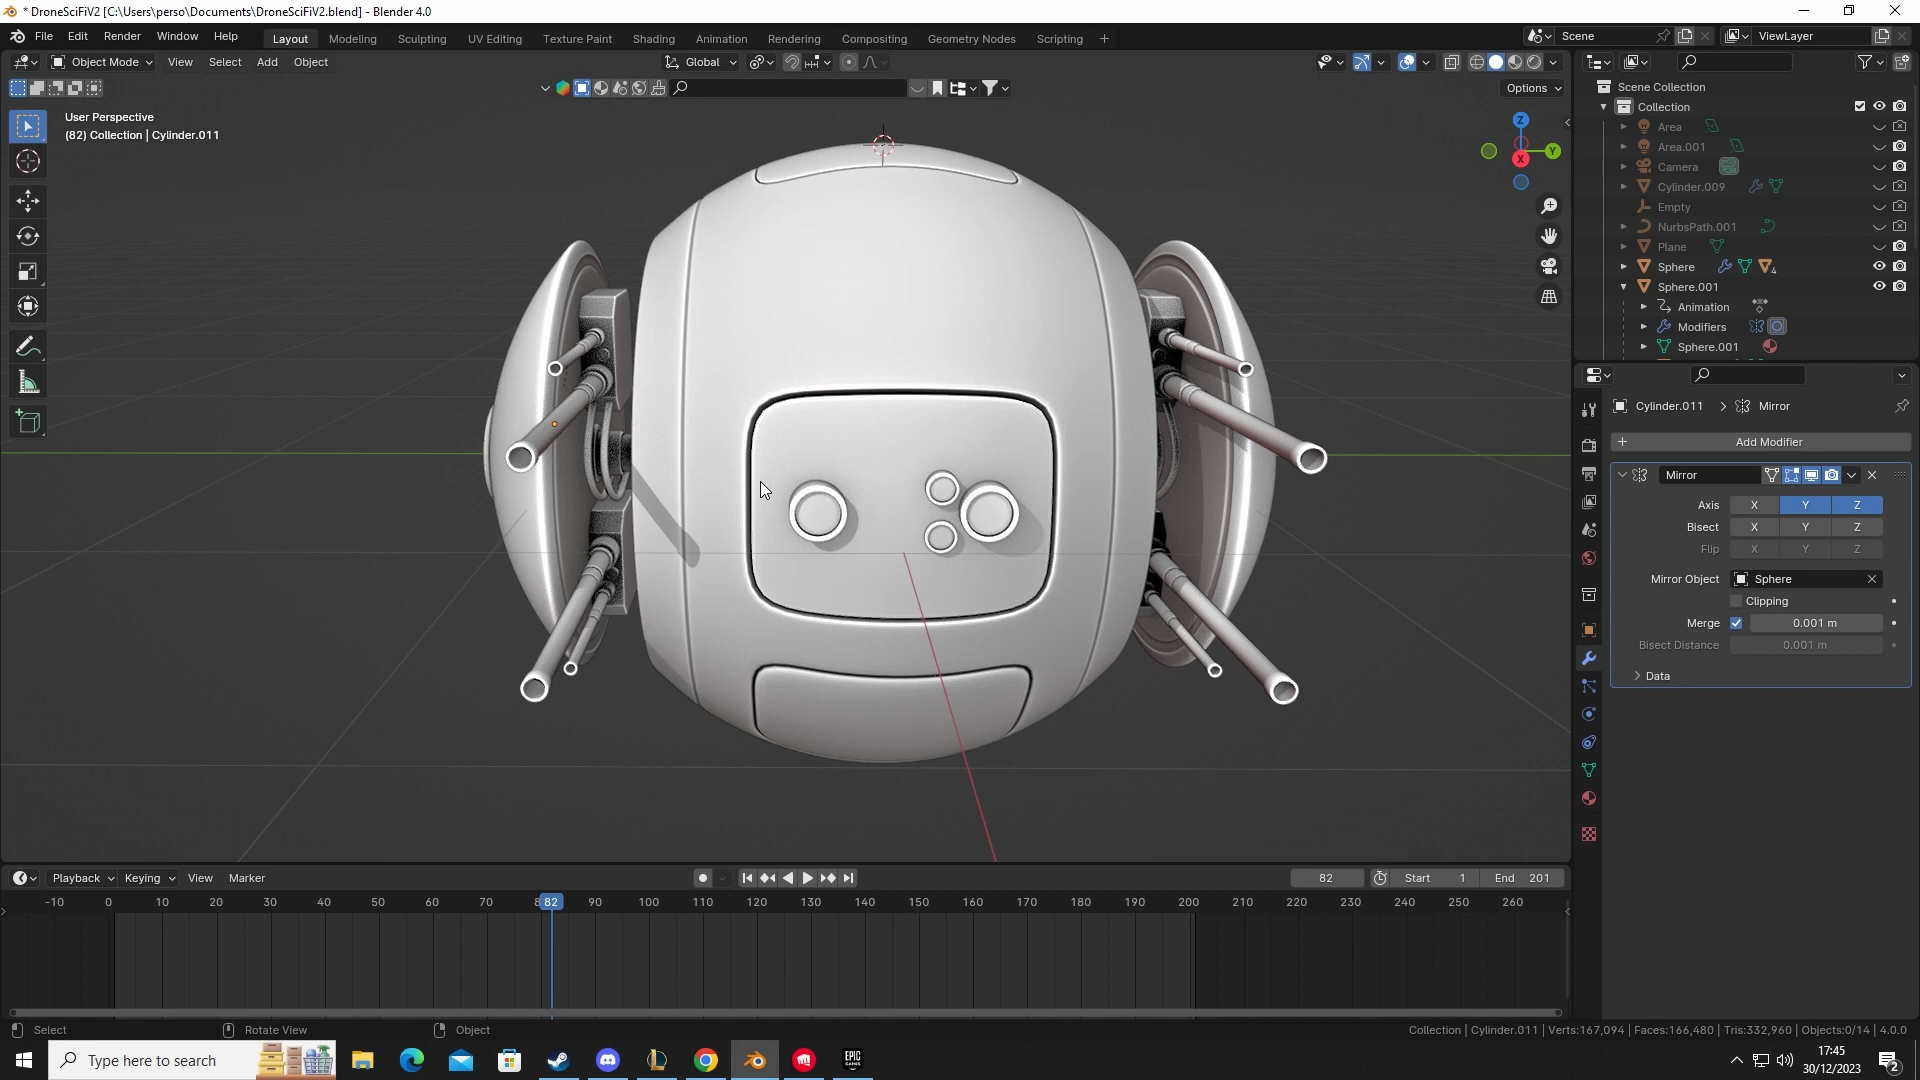 * DroneSciFiV2 [C:\Users\perso\Documents\DroneSciFiV2.blend] - Blender 4.0
File Edit Render Window Help Layout Modeling Sculpting UV Editing Texture Paint Shading Animation Rendering Compositing Geometry Nodes Scripting + Scene ViewLayer
Object Mode View Select Add Object Global
Options
User Perspective
(82) Collection | Cylinder.011
Z
Y
X
Scene Collection
Collection
Area
Area.001
Camera
Cylinder.009
Empty
NurbsPath.001
Plane
Sphere 4
Sphere.001
Animation
Modifiers
Sphere.001
Cylinder.011 > Mirror
+ Add Modifier
Mirror
Axis X Y Z
Bisect X Y Z
Flip X Y Z
Mirror Object Sphere
Clipping
Merge 0.001 m
Bisect Distance 0.001 m
Data
Playback Keying View Marker 82 Start 1 End 201
-10 0 10 20 30 40 50 60 70 8 82 90 100 110 120 130 140 150 160 170 180 190 200 210 220 230 240 250 260
Select Rotate View Object Collection | Cylinder.011 | Verts:167,094 | Faces:166,480 | Tris:332,960 | Objects:0/14 | 4.0.0
Type here to search
EPIC
GAMES
17:45
30/12/2023
2